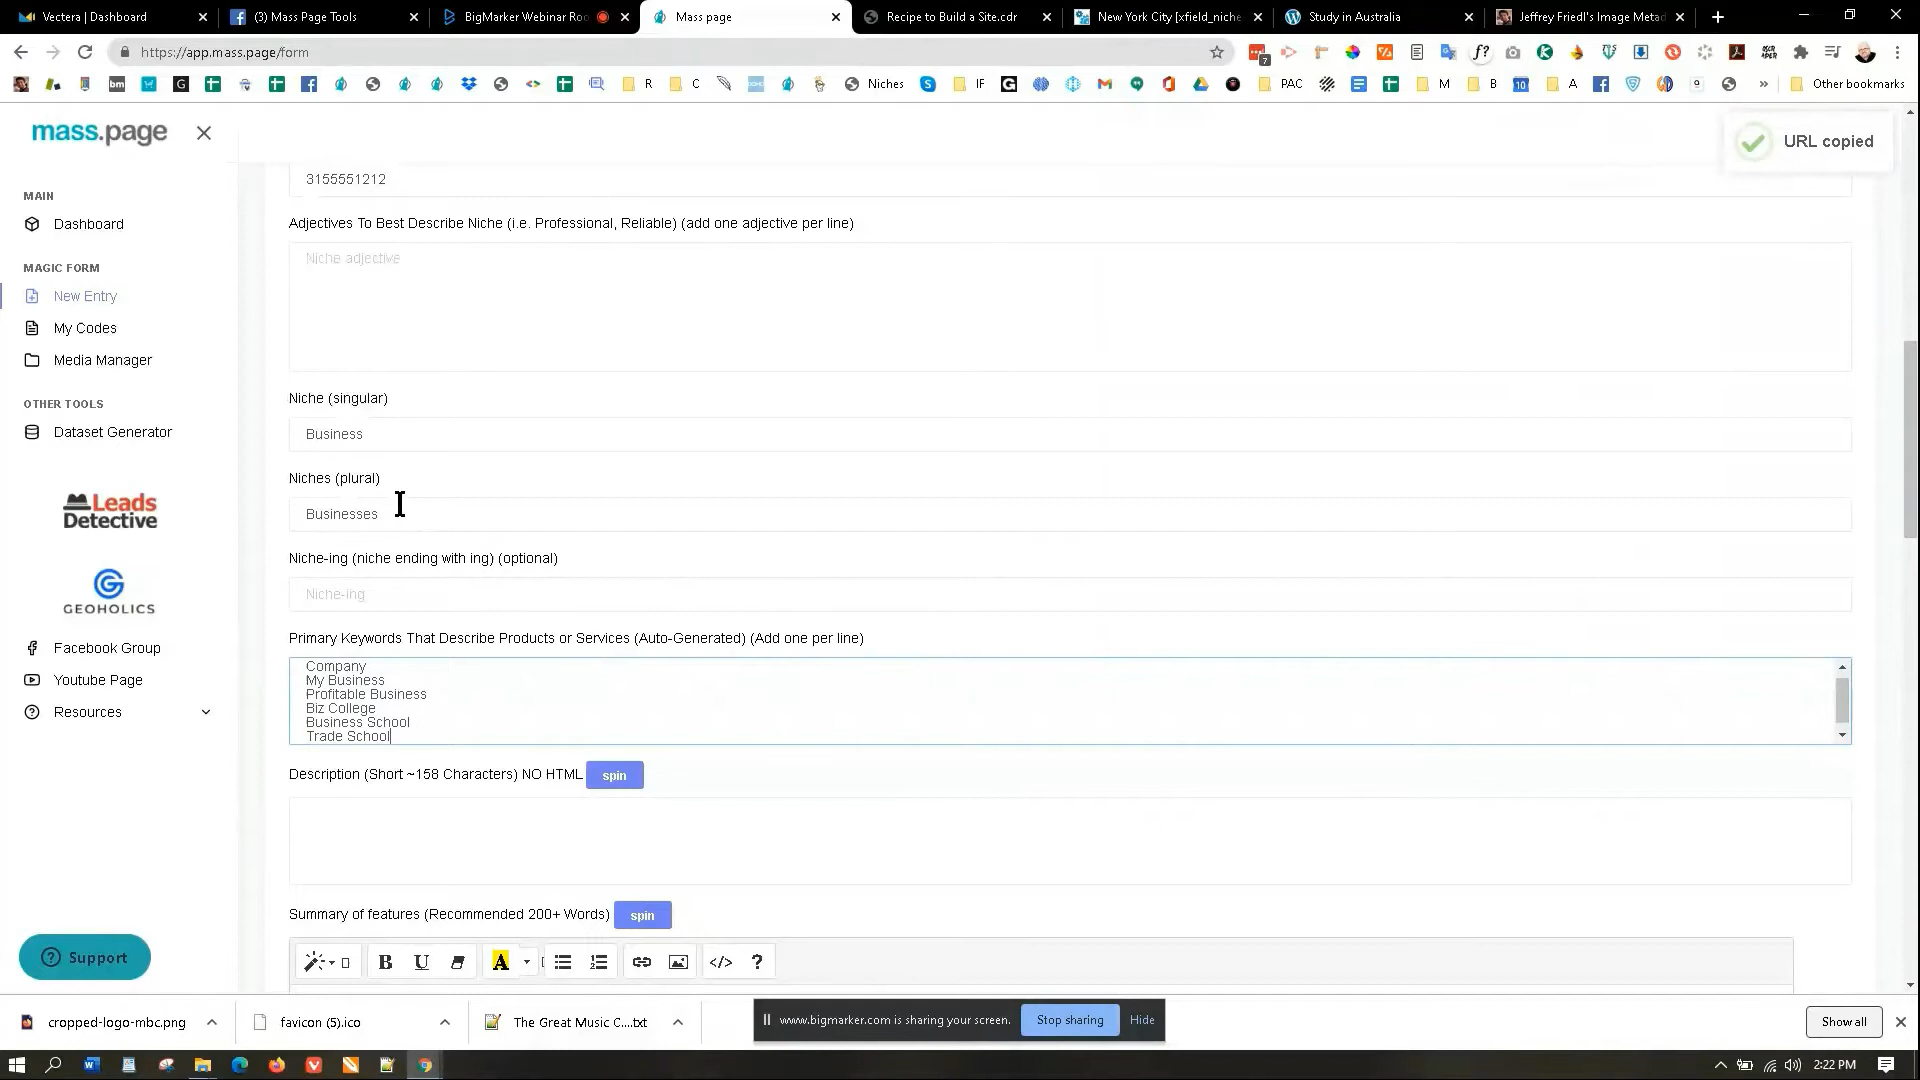 Vectera | Dashboard
(3) Mass Page Tools
BigMarker Webinar Roo
Mass page
Recipe to Build a Site.cdr
New York City [xfield_niche
Study in Australia
Jeffrey Friedl's Image Metad
https://app.mass.page/form
Niches
R
C
IF
PAC
M
B
A
Other bookmarks
mass.page
URL copied
3155551212
MAIN
Dashboard
MAGIC FORM
New Entry
My Codes
Media Manager
OTHER TOOLS
Dataset Generator
Leads
Detective
GEOHOLICS
Facebook Group
Youtube Page
Resources
Support
Adjectives To Best Describe Niche (i.e. Professional, Reliable) (add one adjective per line)
Niche adjective
Niche (singular)
Business
Niches (plural)
Businesses
Niche-ing (niche ending with ing) (optional)
Niche-ing
Primary Keywords That Describe Products or Services (Auto-Generated) (Add one per line)
Company
My Business
Profitable Business
Biz College
Business School
Trade School
Description (Short ~158 Characters) NO HTML spin
Summary of features (Recommended 200+ Words) spin
B U A </> ?
cropped-logo-mbc.png
favicon (5).ico
The Great Music C....txt
www.bigmarker.com is sharing your screen.
Stop sharing
Hide
Show all
2:22 PM